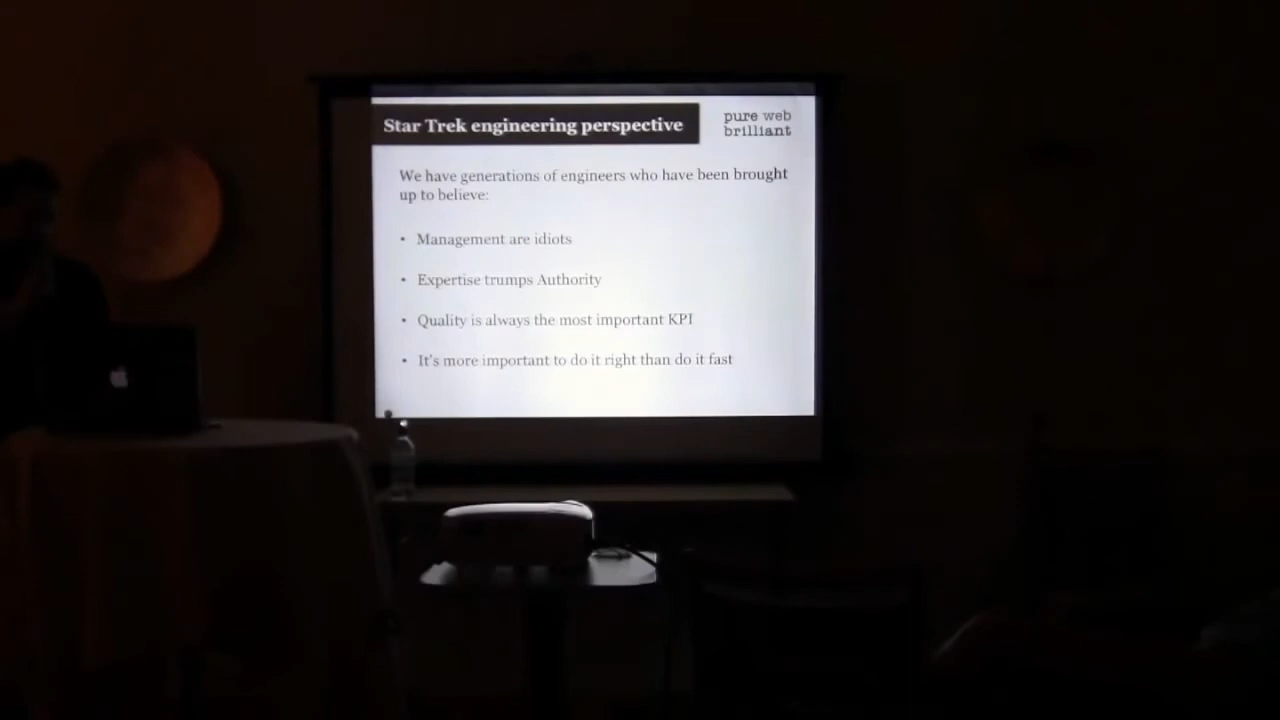 Star Trek engineering perspective
pure web
brilliant
We have generations of engineers who have been brought
up to believe:
• Management are idiots
• Expertise trumps Authority
• Quality is always the most important KPI
• It's more important to do it right than do it fast